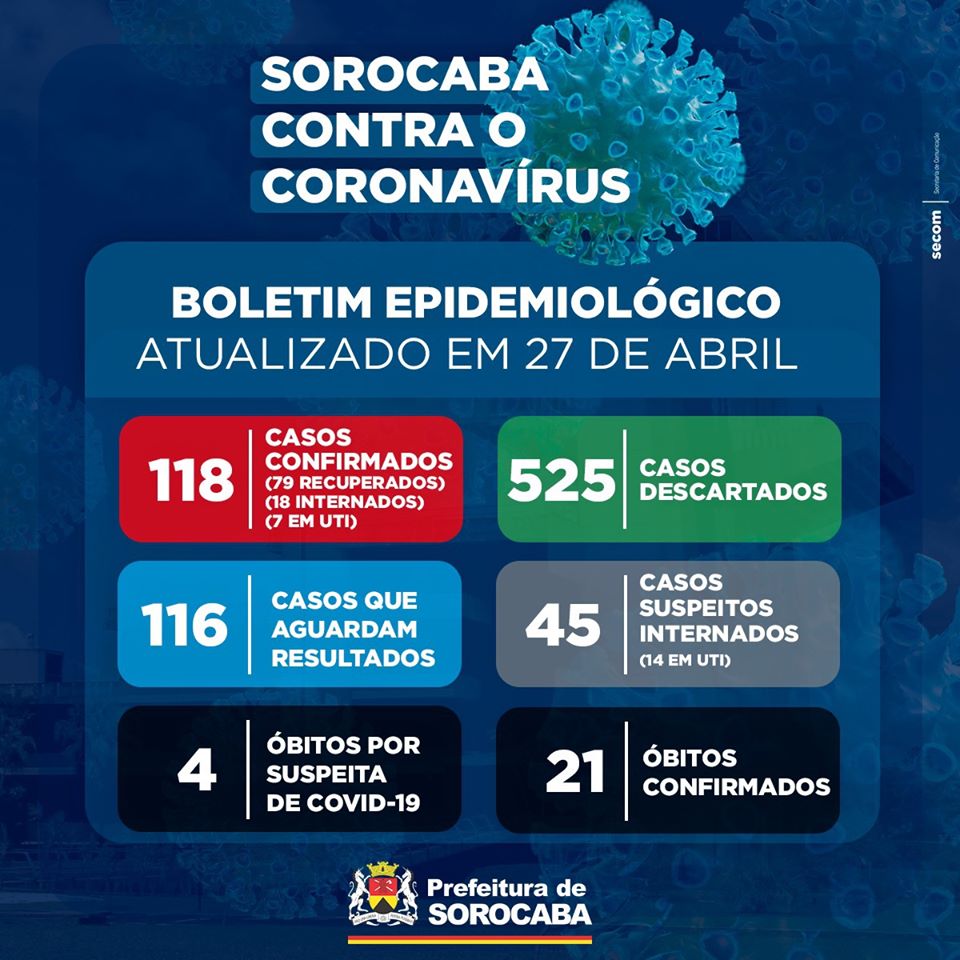 SOROCABA
CONTRA O
CORONAVÍRUS
secom
Secretaria de Comunicação
BOLETIM EPIDEMIOLÓGICO
ATUALIZADO EM 27 DE ABRIL
118
CASOS
CONFIRMADOS
(79 RECUPERADOS)
(18 INTERNADOS)
(7 EM UTI)
525
CASOS
DESCARTADOS
116
CASOS QUE
AGUARDAM
RESULTADOS
45
CASOS
SUSPEITOS
INTERNADOS
(14 EM UTI)
4
ÓBITOS POR
SUSPEITA
DE COVID-19
21
ÓBITOS
CONFIRMADOS
Prefeitura de
SOROCABA